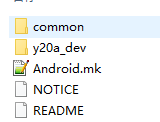 common
y20a_dev
Android.mk
NOTICE
README